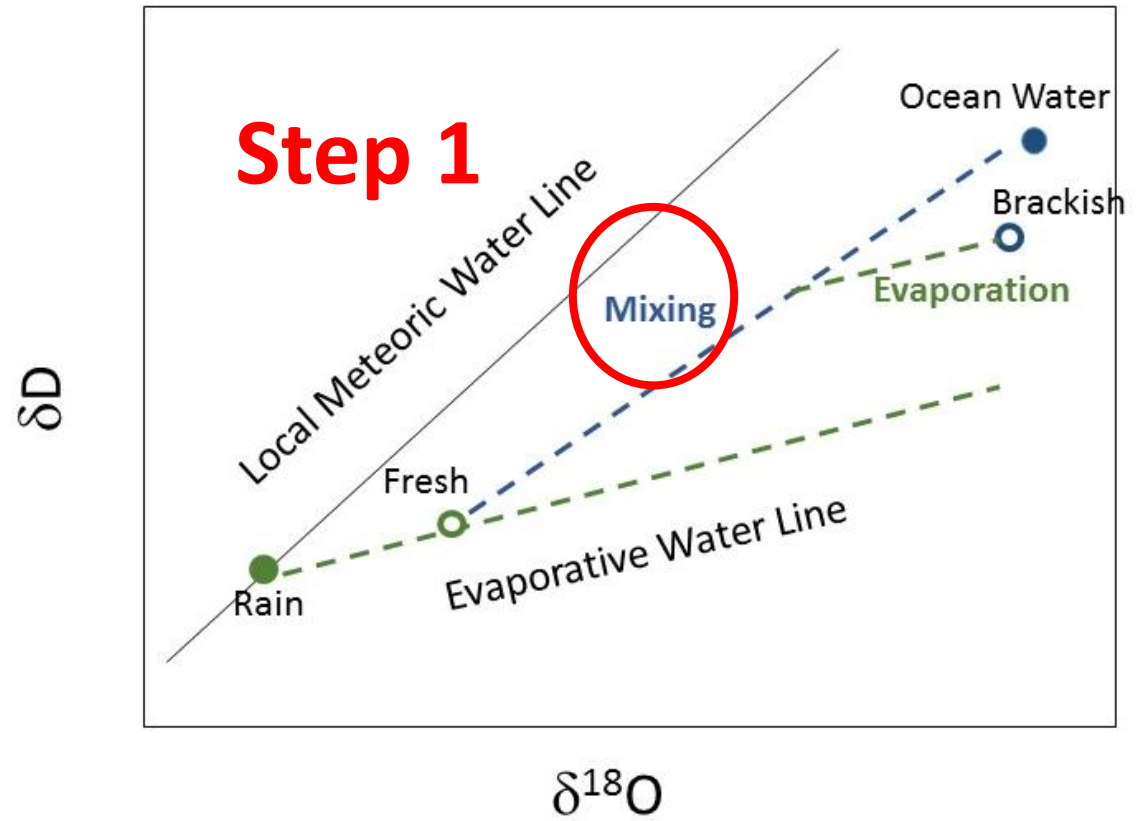 Step 1
Ocean Water
Brackish
Local Meteoric Water Line
Mixing
Evaporation
δD
Fresh
Evaporative Water Line
Rain
δ¹⁸O